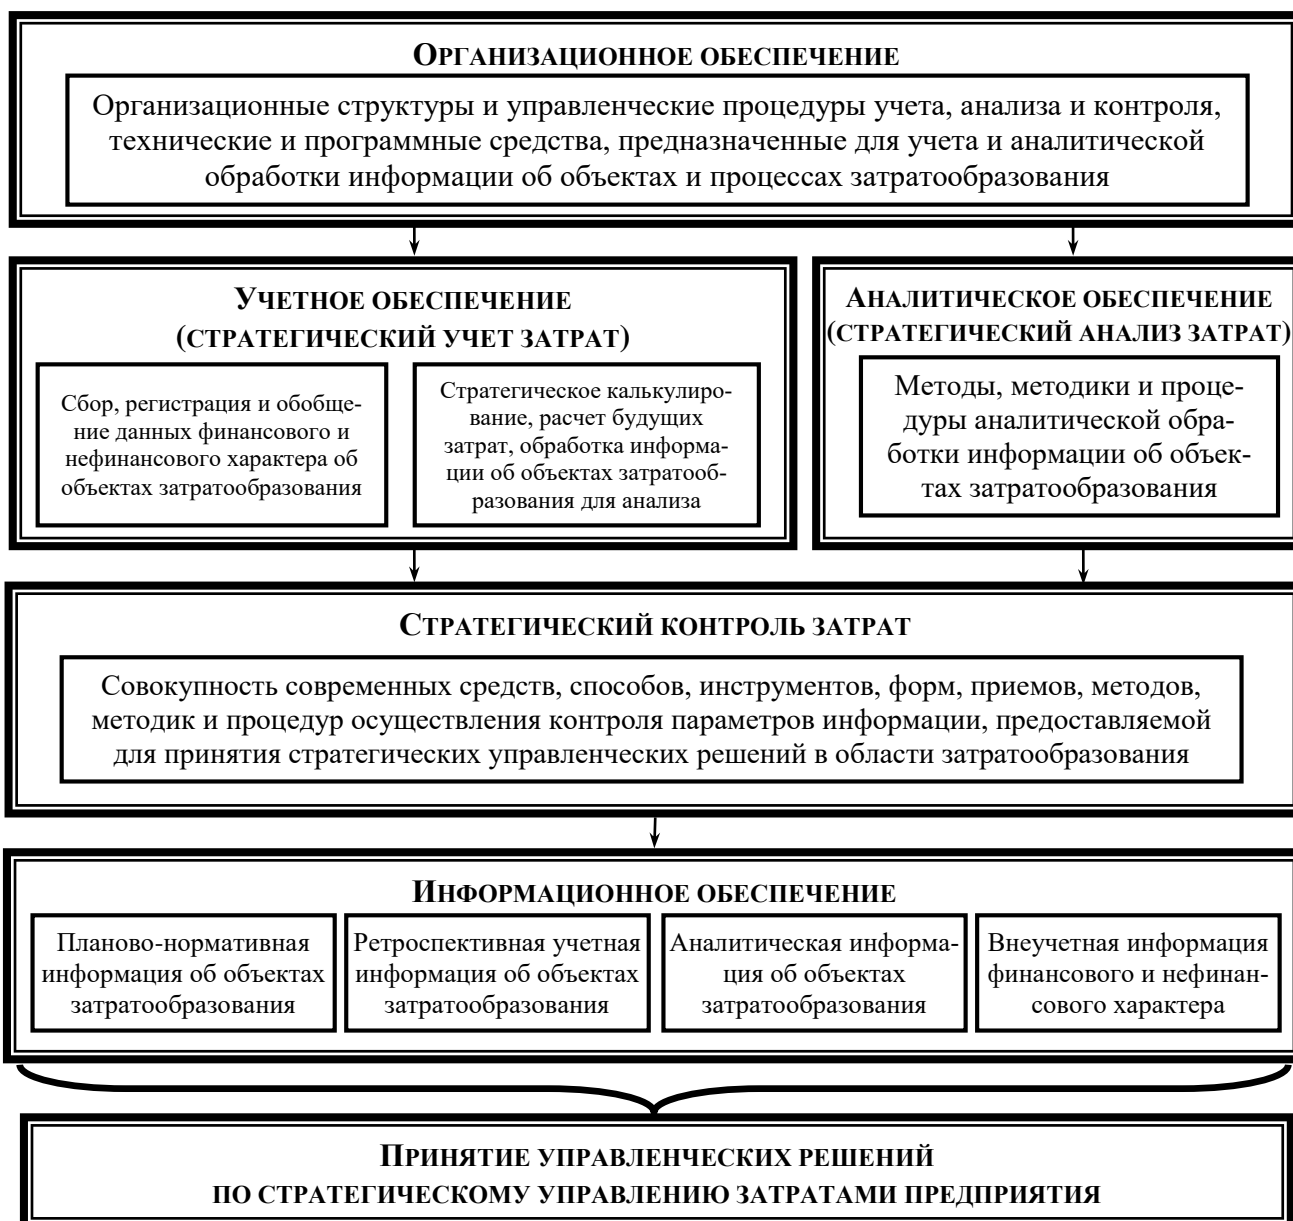 ОРГАНИЗАЦИОННОЕ ОБЕСПЕЧЕНИЕ
Организационные структуры и управленческие процедуры учета, анализа и контроля,
технические и программные средства, предназначенные для учета и аналитической
обработки информации об объектах и процессах затратообразования
УЧЕТНОЕ ОБЕСПЕЧЕНИЕ
(СТРАТЕГИЧЕСКИЙ УЧЕТ ЗАТРАТ)
Сбор, регистрация и обобще-
ние данных финансового и
нефинансового характера об
объектах затратообразования
Стратегическое калькулиро-
вание, расчет будущих
затрат, обработка информа-
ции об объектах затратооб-
разования для анализа
АНАЛИТИЧЕСКОЕ ОБЕСПЕЧЕНИЕ
(СТРАТЕГИЧЕСКИЙ АНАЛИЗ ЗАТРАТ)
Методы, методики и проце-
дуры аналитической обра-
ботки информации об объек-
тах затратообразования
СТРАТЕГИЧЕСКИЙ КОНТРОЛЬ ЗАТРАТ
Совокупность современных средств, способов, инструментов, форм, приемов, методов,
методик и процедур осуществления контроля параметров информации, предоставляемой
для принятия стратегических управленческих решений в области затратообразования
ИНФОРМАЦИОННОЕ ОБЕСПЕЧЕНИЕ
Планово-нормативная
информация об объектах
затратообразования
Ретроспективная учетная
информация об объектах
затратообразования
Аналитическая информа-
ция об объектах
затратообразования
Внеучетная информация
финансового и нефинан-
сового характера
ПРИНЯТИЕ УПРАВЛЕНЧЕСКИХ РЕШЕНИЙ
ПО СТРАТЕГИЧЕСКОМУ УПРАВЛЕНИЮ ЗАТРАТАМИ ПРЕДПРИЯТИЯ